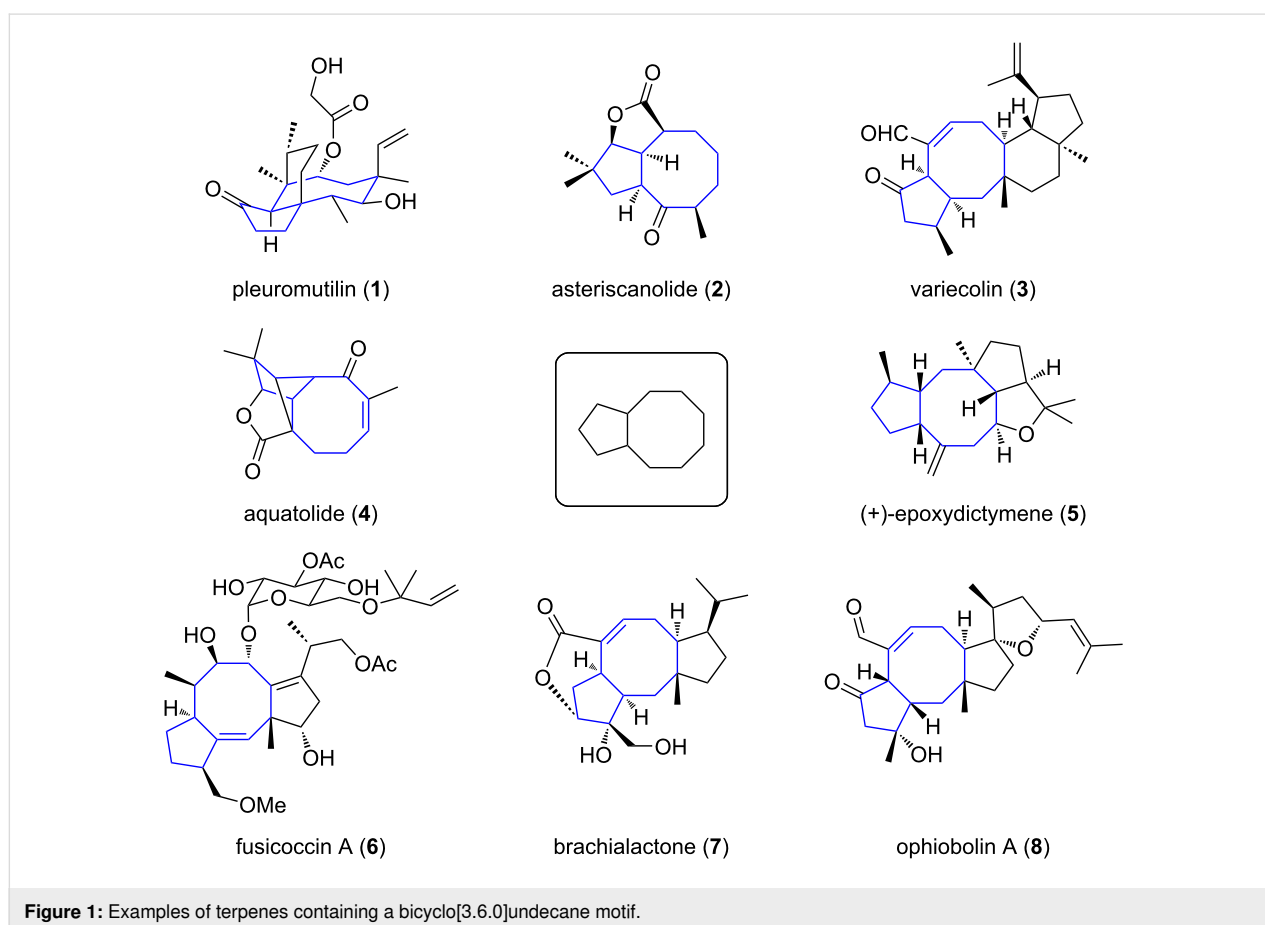 OH
O
O
O
H
OH
pleuromutilin (1)
O
O
H
H
O
asteriscanolide (2)
OHC
H
H
H
O
H
variecolin (3)
O
O
O
aquatolide (4)
H
H
H
H
O
H
(+)-epoxydictymene (5)
OAc
HO
OH
O
O
O
HO
OAc
H
OH
OMe
fusicoccin A (6)
O
O
H
H
H
HO
OH
brachialactone (7)
O
H
O
H
O
H
OH
ophiobolin A (8)
Figure 1: Examples of terpenes containing a bicyclo[3.6.0]undecane motif.